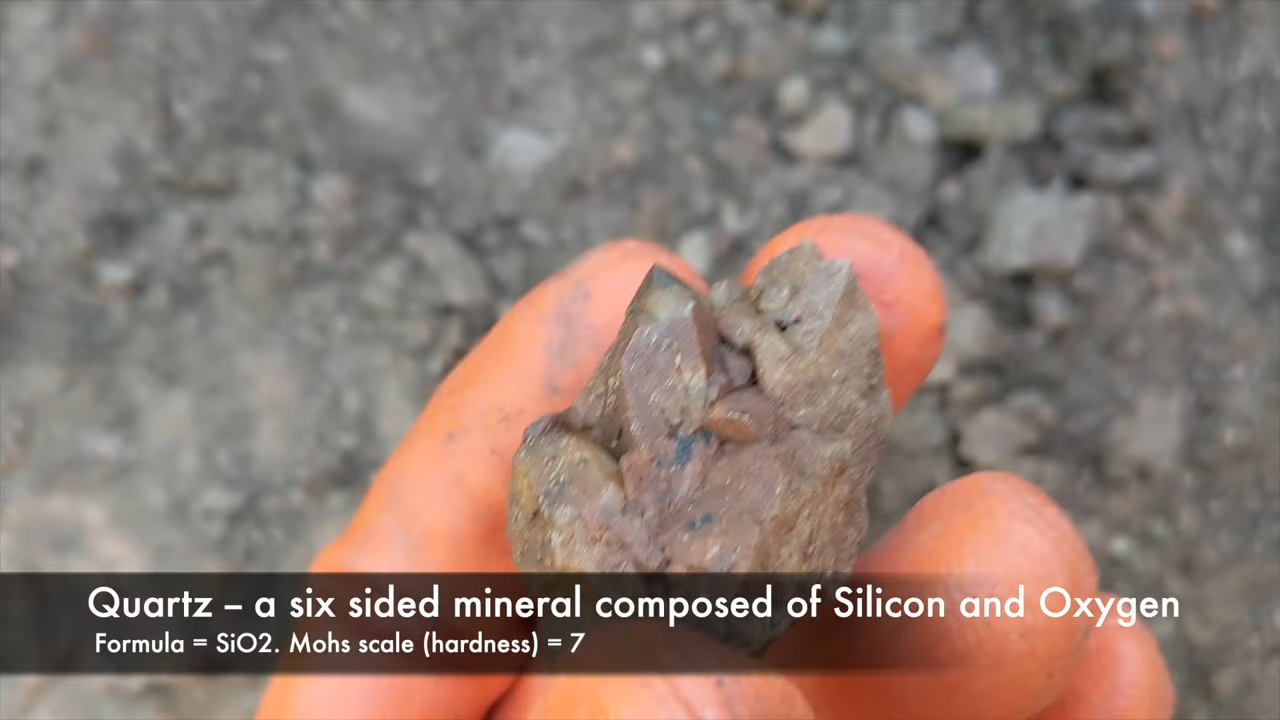 Quartz – a six sided mineral composed of Silicon and Oxygen
Formula = SiO2. Mohs scale (hardness) = 7